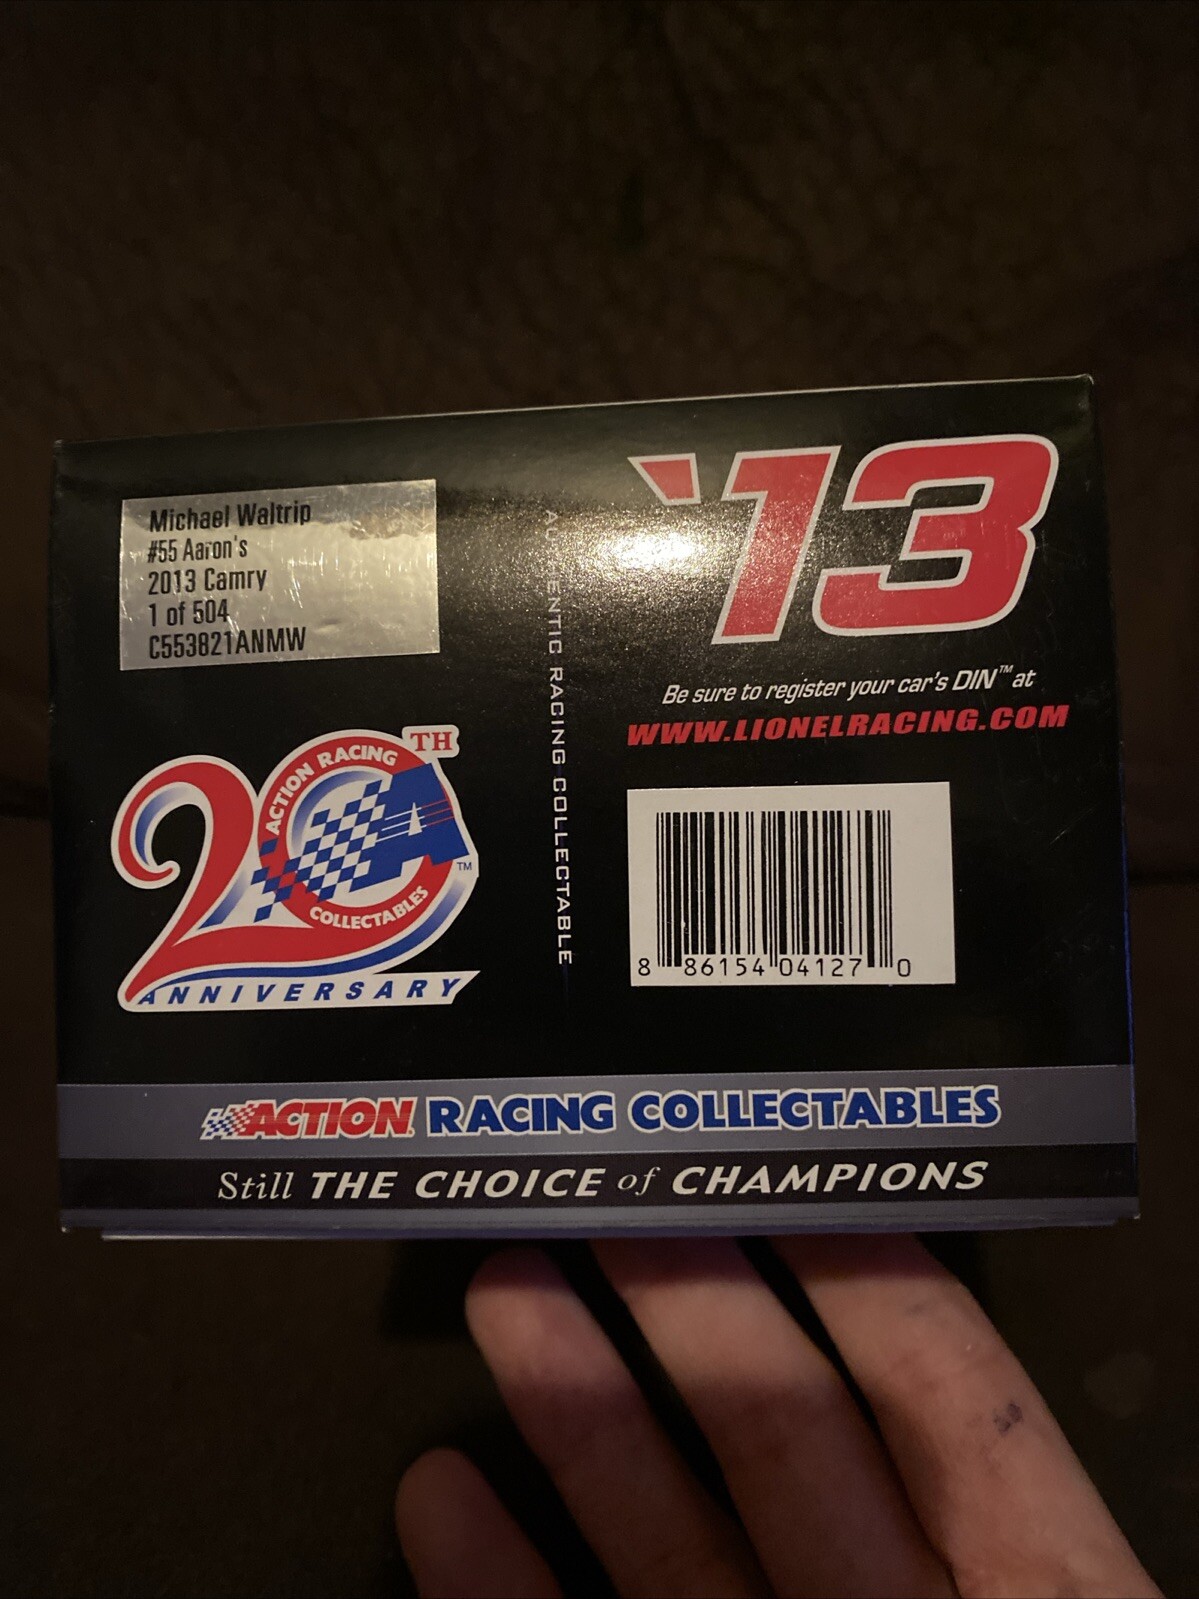 Michael Waltrip
#55 Aaron's
2013 Camry
1 of 504
C553821ANMW
20TH
ACTION RACING
COLLECTABLES
A
TM
ANNIVERSARY
AUTHENTIC RACING COLLECTABLE
'13
Be sure to register your car's DIN™ at
WWW.LIONELRACING.COM
8 86154 04127 0
ACTION RACING COLLECTABLES
Still THE CHOICE of CHAMPIONS